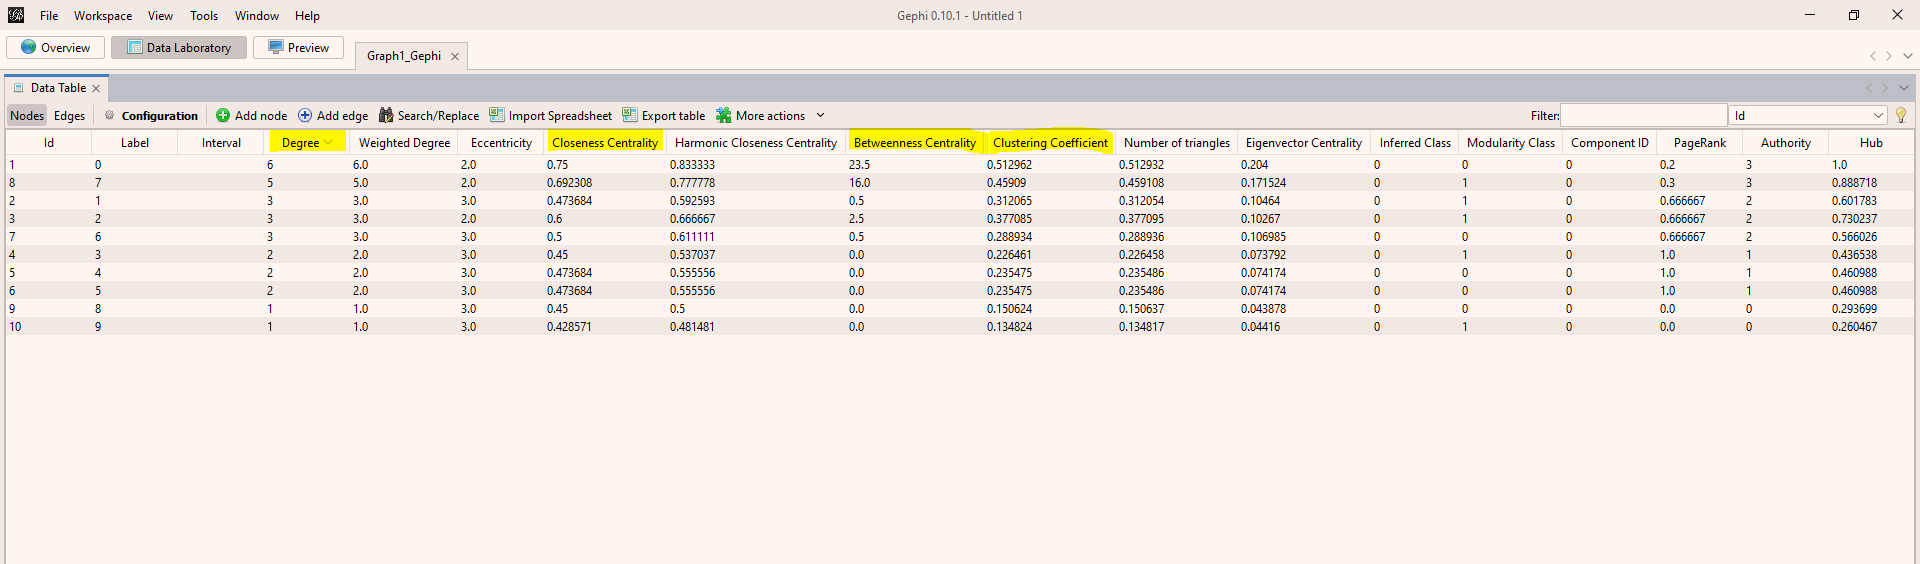 File Workspace View Tools Window Help Gephi 0.10.1 - Untitled 1
Overview Data Laboratory Preview Graph1_Gephi
Data Table
Nodes Edges Configuration Add node Add edge Search/Replace Import Spreadsheet Export table More actions Filter: Id
Id Label Interval Degree Weighted Degree Eccentricity Closeness Centrality Harmonic Closeness Centrality Betweenness Centrality Clustering Coefficient Number of triangles Eigenvector Centrality Inferred Class Modularity Class Component ID PageRank Authority Hub
1 0 6 6.0 2.0 0.75 0.833333 23.5 0.512962 0.512932 0.204 0 0 0 0.2 3 1.0
8 7 5 5.0 2.0 0.692308 0.777778 16.0 0.45909 0.459108 0.171524 0 1 0 0.3 3 0.888718
2 1 3 3.0 3.0 0.473684 0.592593 0.5 0.312065 0.312054 0.10464 0 1 0 0.666667 2 0.601783
3 2 3 3.0 2.0 0.6 0.666667 2.5 0.377085 0.377095 0.10267 0 1 0 0.666667 2 0.730237
7 6 3 3.0 3.0 0.5 0.611111 0.5 0.288934 0.288936 0.106985 0 0 0 0.666667 2 0.566026
4 3 2 2.0 3.0 0.45 0.537037 0.0 0.226461 0.226458 0.073792 0 1 0 1.0 1 0.436538
5 4 2 2.0 3.0 0.473684 0.555556 0.0 0.235475 0.235486 0.074174 0 0 0 1.0 1 0.460988
6 5 2 2.0 3.0 0.473684 0.555556 0.0 0.235475 0.235486 0.074174 0 0 0 1.0 1 0.460988
9 8 1 1.0 3.0 0.45 0.5 0.0 0.150624 0.150637 0.043878 0 0 0 0.0 0 0.293699
10 9 1 1.0 3.0 0.428571 0.481481 0.0 0.134824 0.134817 0.04416 0 1 0 0.0 0 0.260467